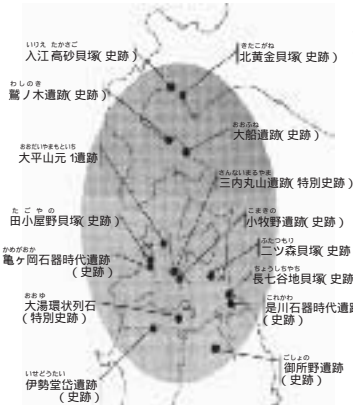 いりえ たかさご
入江高砂貝塚(史跡)
きたこがね
北黄金貝塚(史跡)
わしのき
鷲ノ木遺跡(史跡)
おおふね
大船遺跡(史跡)
おおだいやまもといち
大平山元1遺跡
さんないまるやま
三内丸山遺跡(特別史跡)
たごやの
田小屋野貝塚(史跡)
こまきの
小牧野遺跡(史跡)
ふたつもり
二ツ森貝塚(史跡
かめがおか
亀ヶ岡石器時代遺跡
(史跡)
ちょうしちやち
長七谷地貝塚(史跡
おおゆ
大湯環状列石
(特別史跡)
これかわ
是川石器時代遺跡
(史跡)
いせどうたい
伊勢堂岱遺跡
(史跡)
ごしょの
御所野遺跡
(史跡)